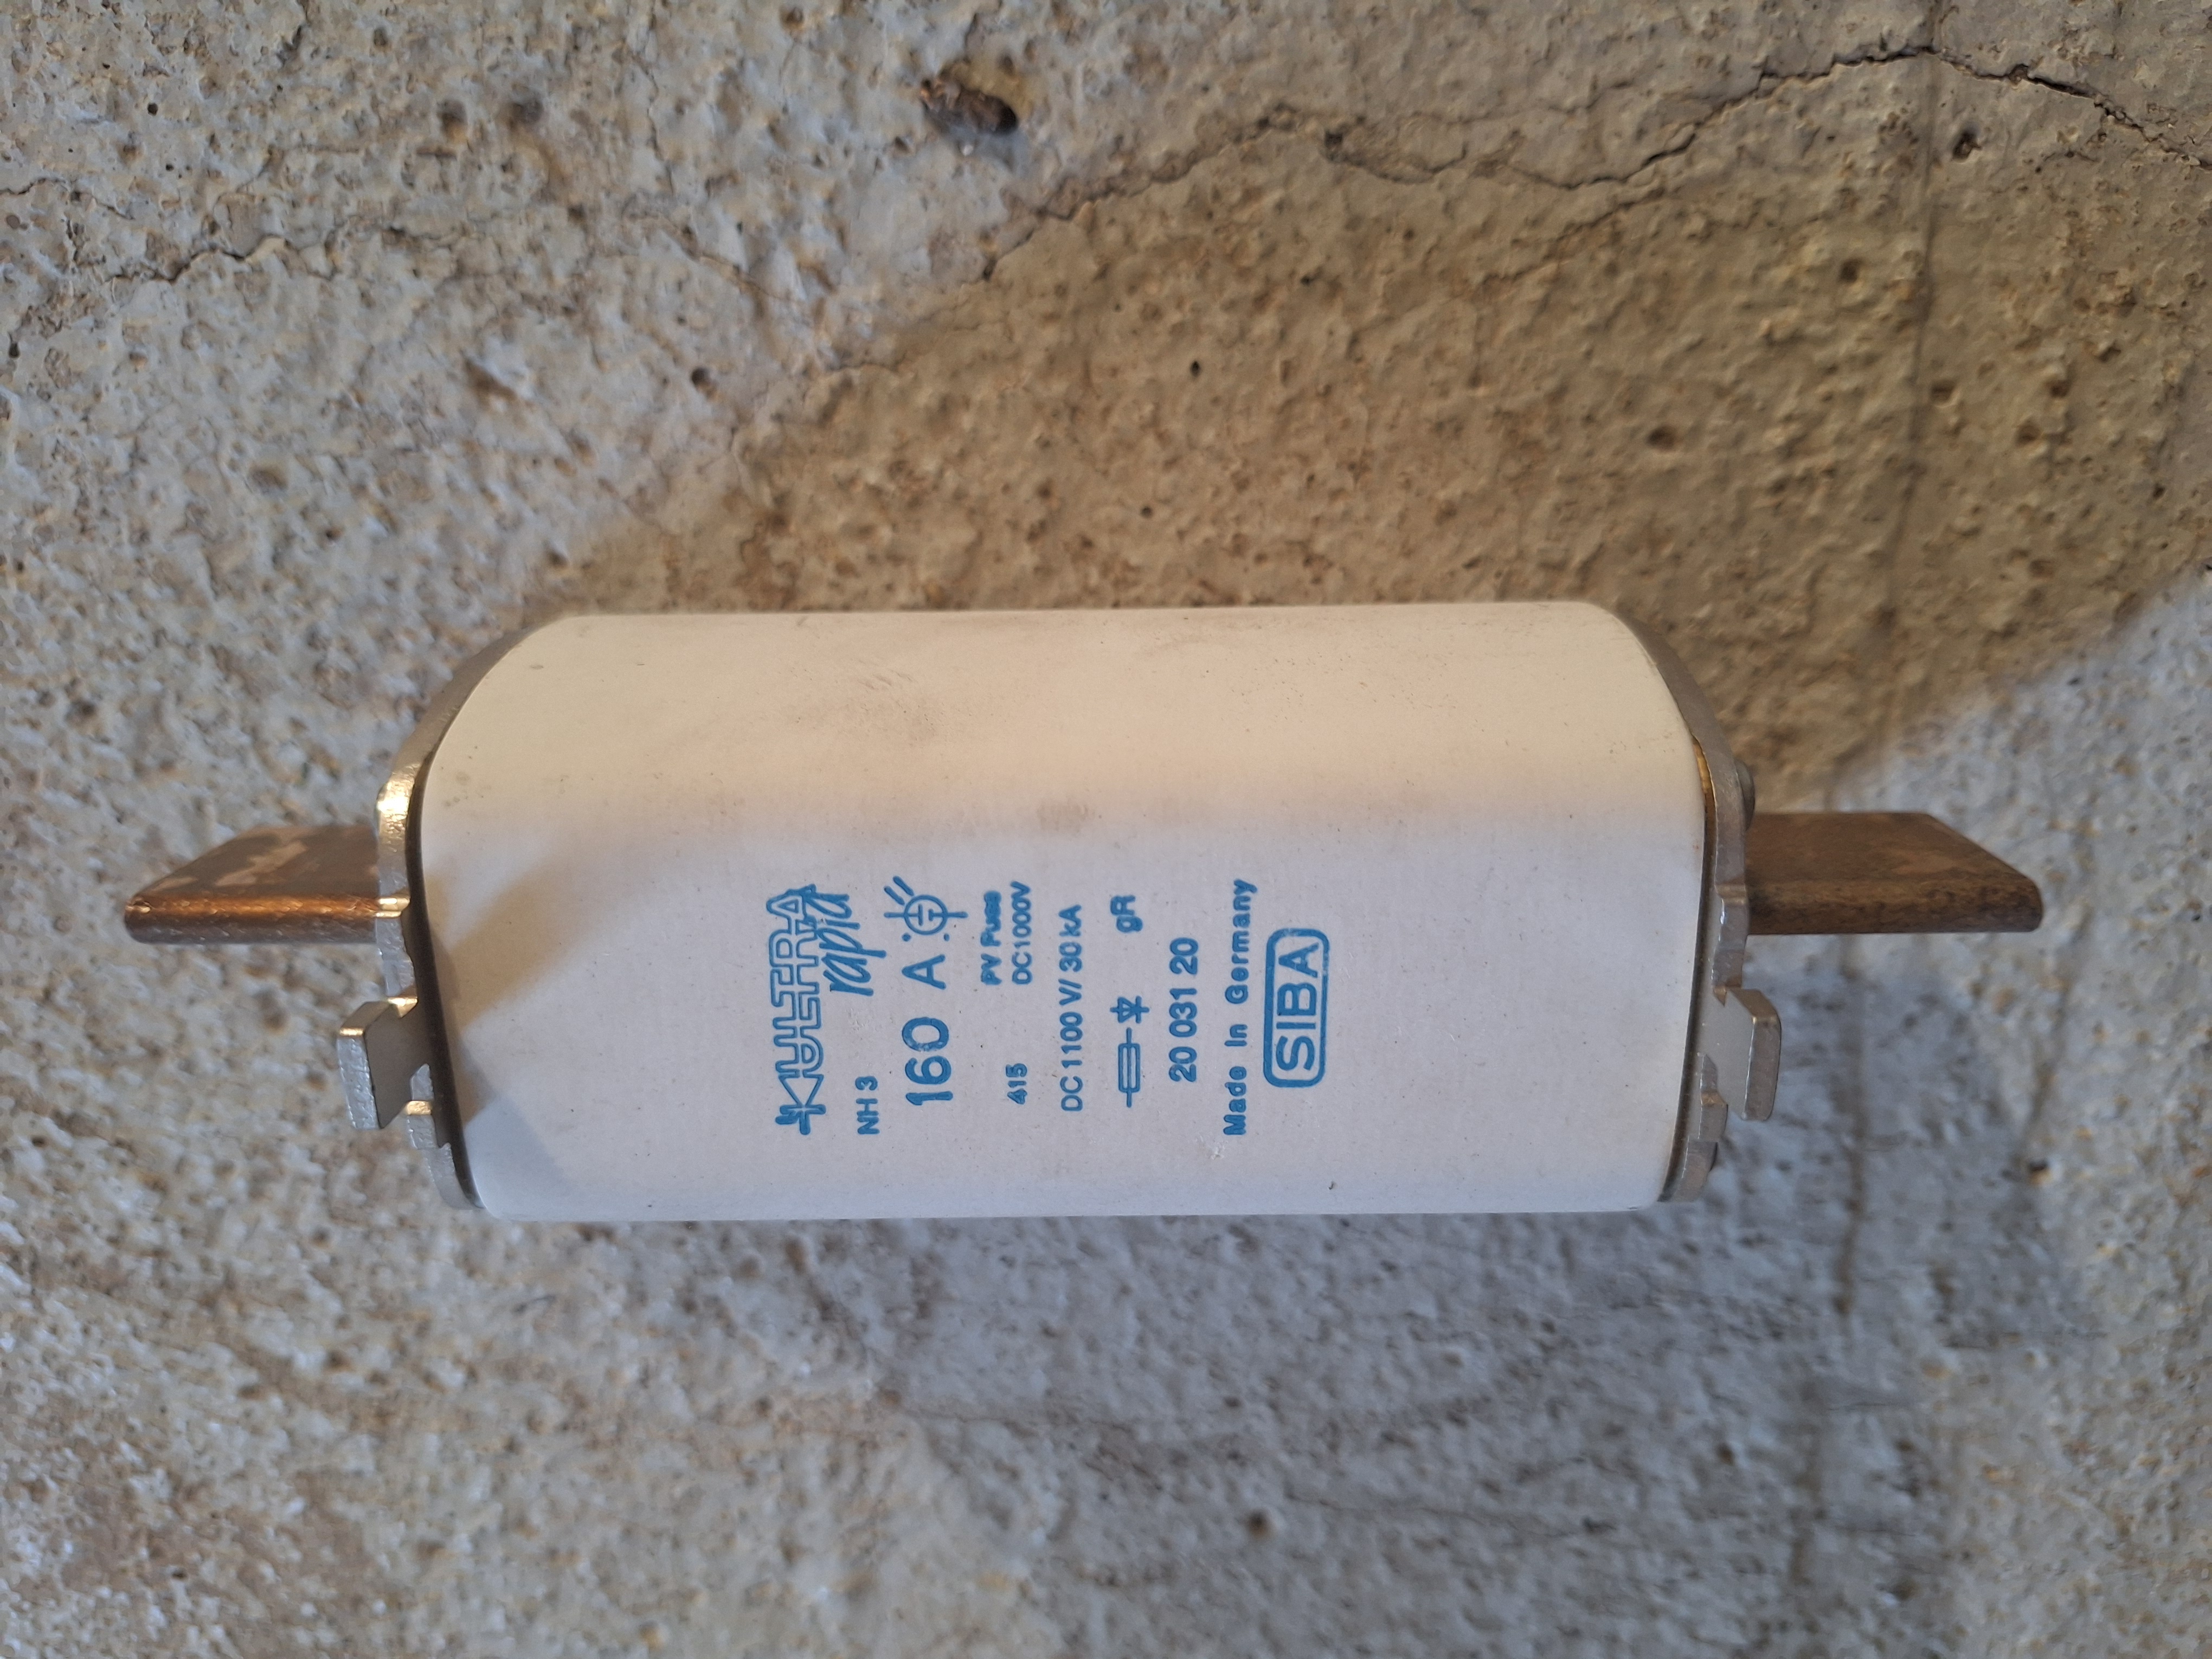 ULTRA
rapid
NH 3
160 A
PV Fuse
415 DC1000V
DC 1100 V/ 30 kA
gR
20 031 20
Made in Germany
SIBA